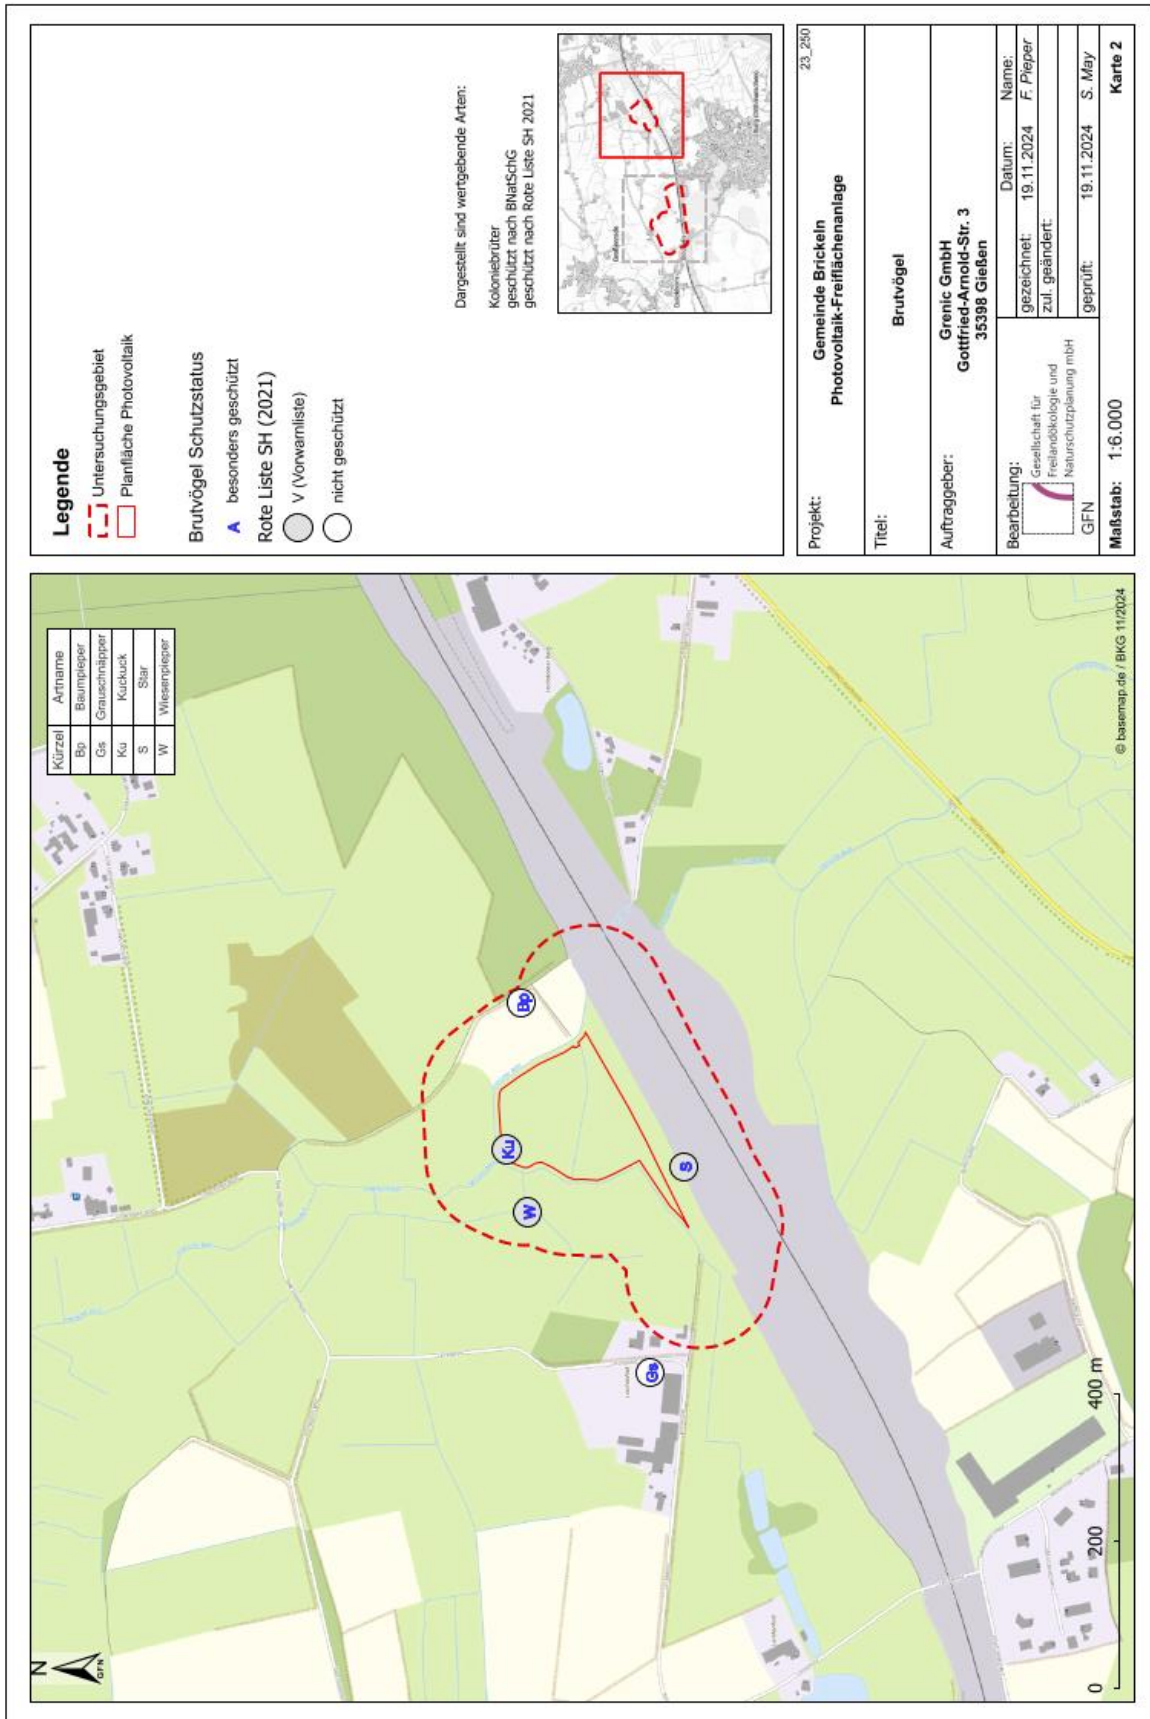 Kürzel Artname
Bp Baumpieper
Gs Grauschnäpper
Ku Kuckuck
S Star
W Wiesenpieper
N
GFN
Bp
Ku
W
S
Gs
0 200 400 m
© basemap.de / BKG 11/2024
Legende
Untersuchungsgebiet
Planfläche Photovoltaik
Brutvögel Schutzstatus
A besonders geschützt
Rote Liste SH (2021)
V (Vorwarnliste)
nicht geschützt
Dargestellt sind wertgebende Arten:
Koloniebrüter
geschützt nach BNatSchG
geschützt nach Rote Liste SH 2021
Projekt: 23_250
Gemeinde Brickeln
Photovoltaik-Freiflächenanlage
Titel:
Brutvögel
Auftraggeber:
Grenic GmbH
Gottfried-Arnold-Str. 3
35398 Gießen
Bearbeitung:
Gesellschaft für
Freilandökologie und
Naturschutzplanung mbH
GFN
Datum: Name:
gezeichnet: 19.11.2024 F. Pieper
zul. geändert:
geprüft: 19.11.2024 S. May
Maßstab: 1:6.000 Karte 2